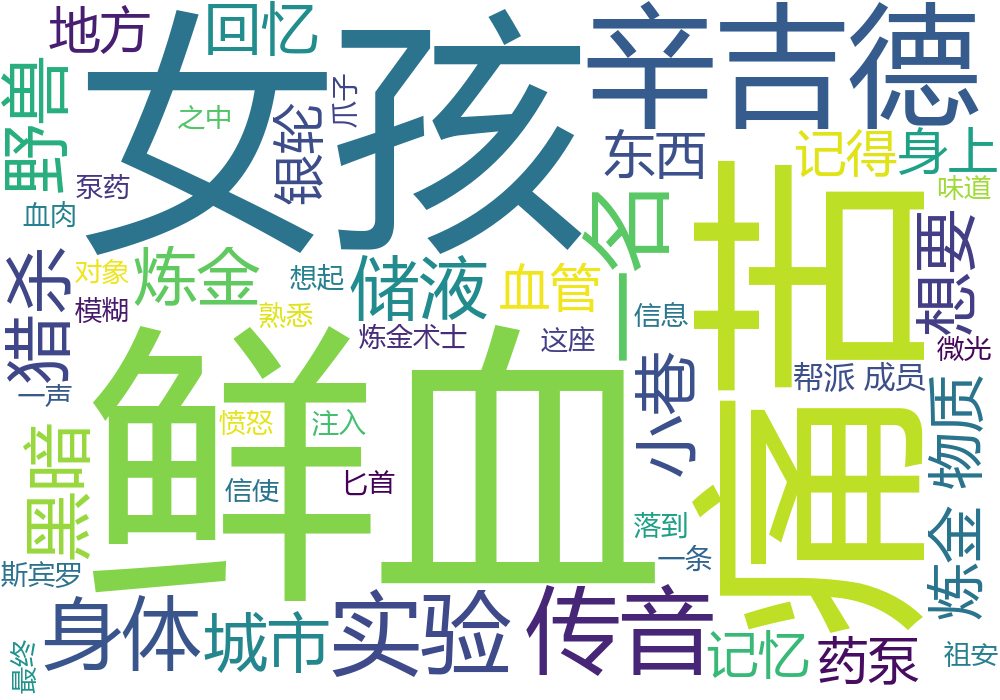 地方
回忆
女孩
辛吉德
野兽
之中
爪子
银轮
东西
记得
身上
泵药
血肉
味道
痛苦
一名
想要
猎杀
对象
炼金
想起
储液
血管
模糊
熟悉
信息
炼金术士
这座
微光
一声
鲜血
小巷
帮派 成员
物质
黑暗
愤怒
注入
信使
匕首
落到
一条
炼金
斯宾罗
身体
城市
实验
传音
记忆
药泵
祖安
最终